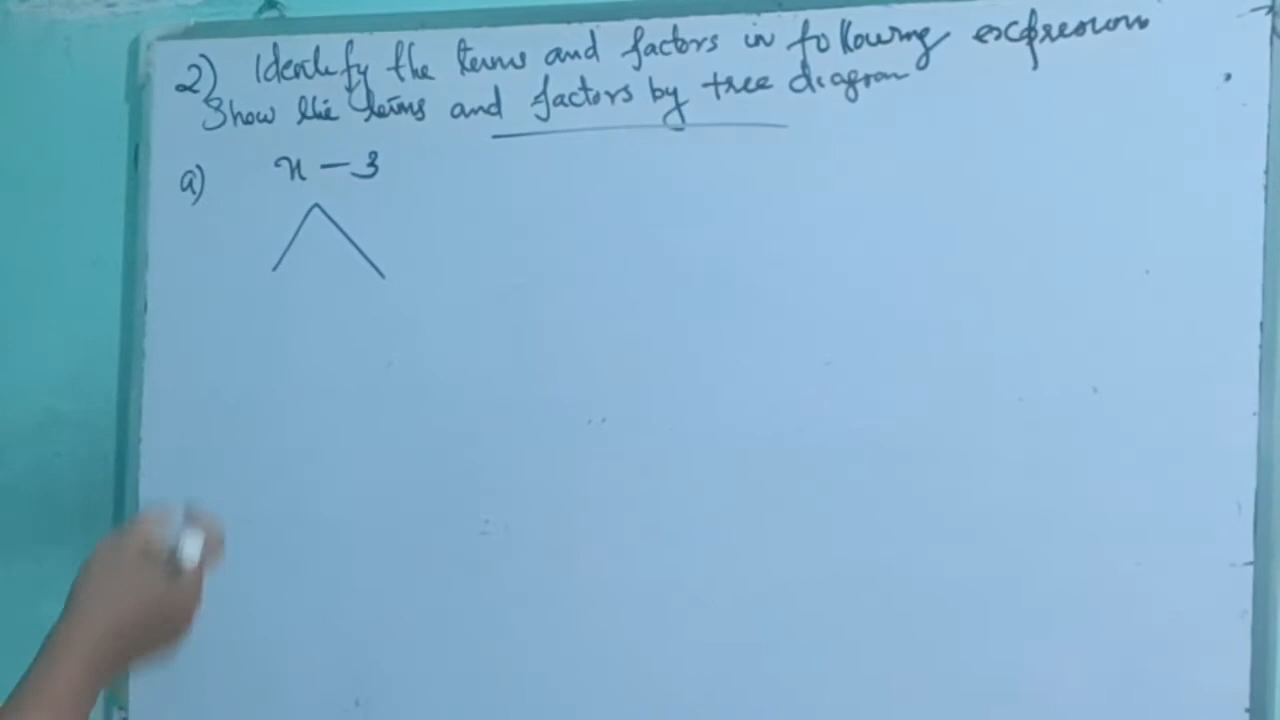 2) Identify the terms and factors in following expressions
Show the terms and factors by tree diagram
a) x - 3